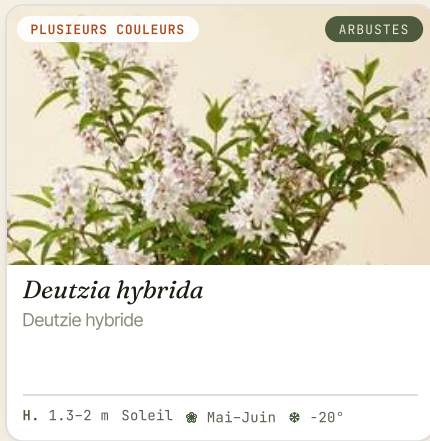 PLUSIEURS COULEURS
ARBUSTES
Deutzia hybrida
Deutzie hybride
H. 1.3–2 m Soleil Mai–Juin -20°